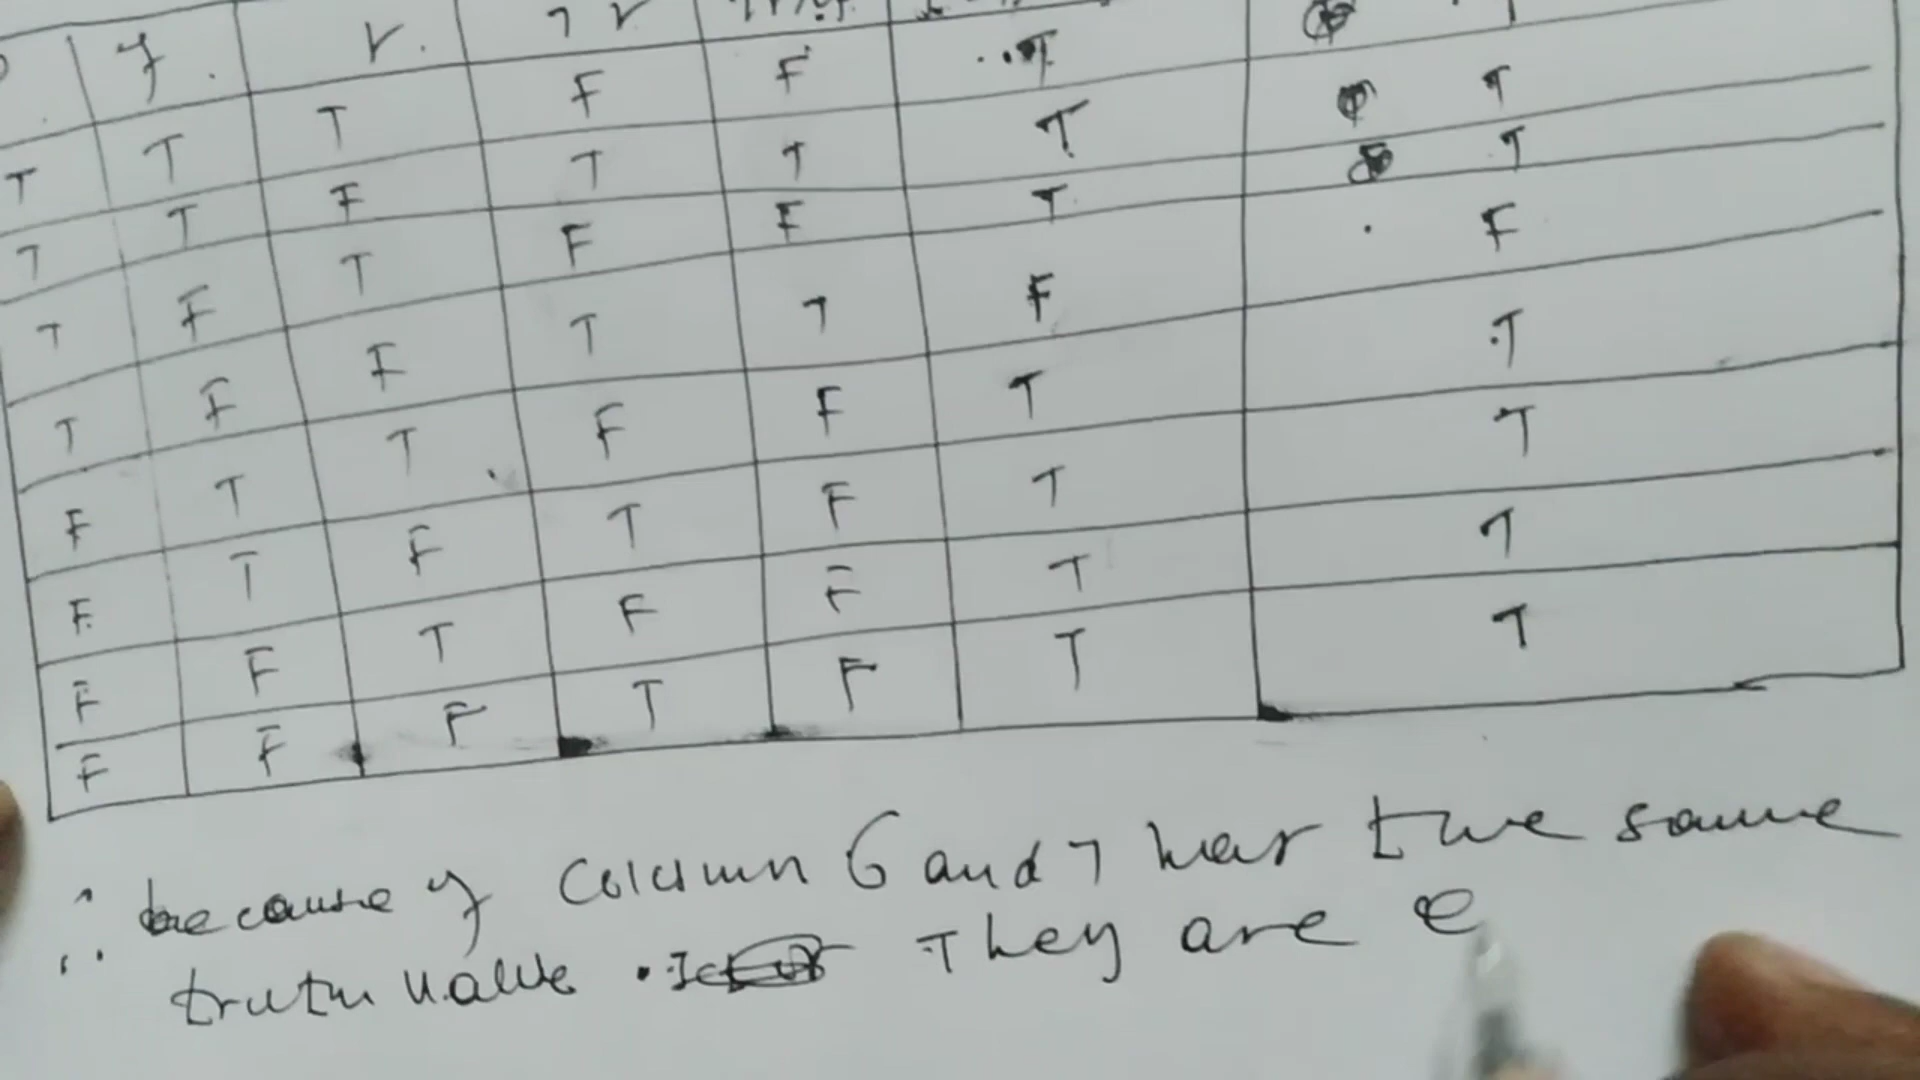 q r. ¬ r
T T T F F T T
T T F T T T T
T F T F F T T
T F F T T F F
F T T F F T T
F T F T F T T
F F T F F T T
F F F T F T T
∴ because of Column 6 and 7 has the same
truth value . They are e